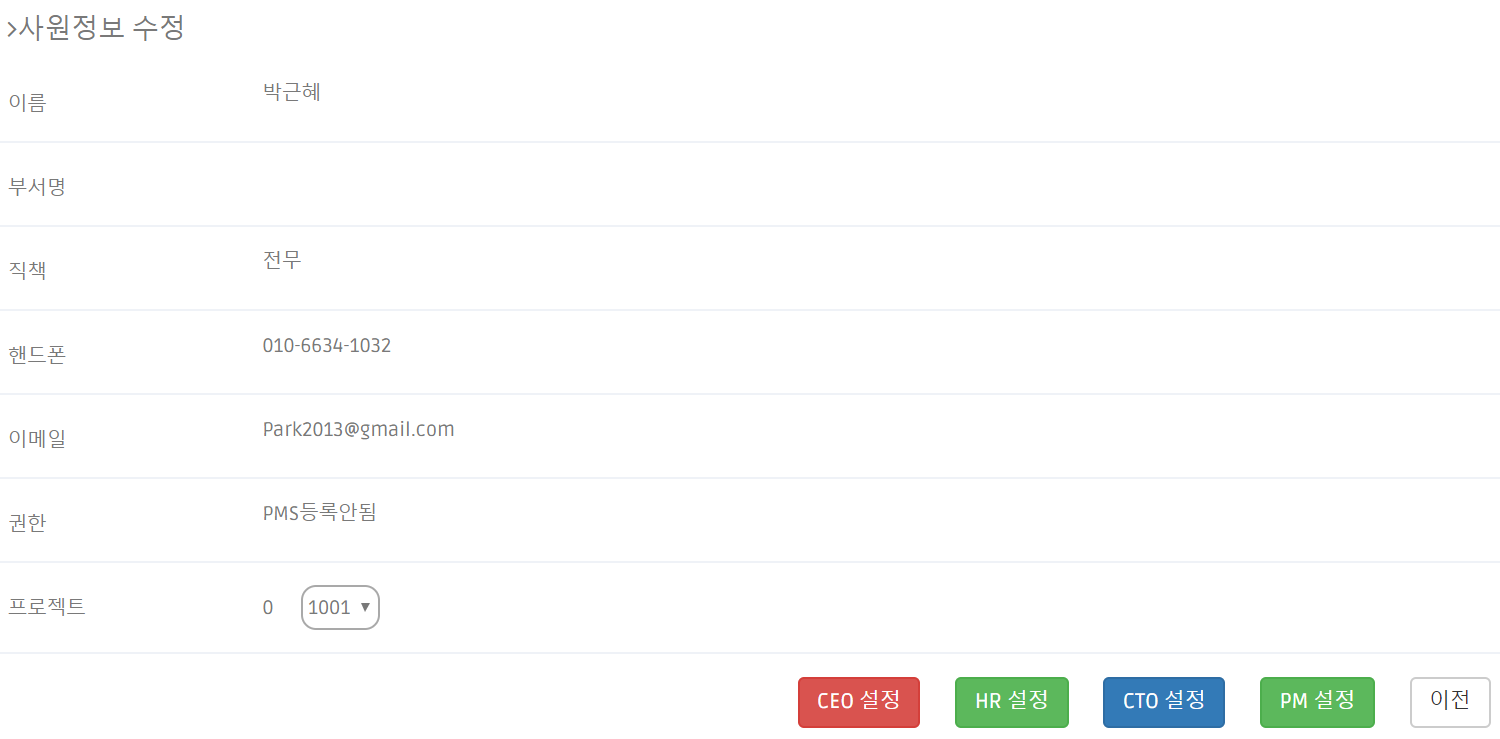 >사원정보 수정
이름 박근혜
부서명
직책 전무
핸드폰 010-6634-1032
이메일 Park2013@gmail.com
권한 PMS등록안됨
프로젝트 0 1001 ▼
CEO 설정 HR 설정 CTO 설정 PM 설정 이전